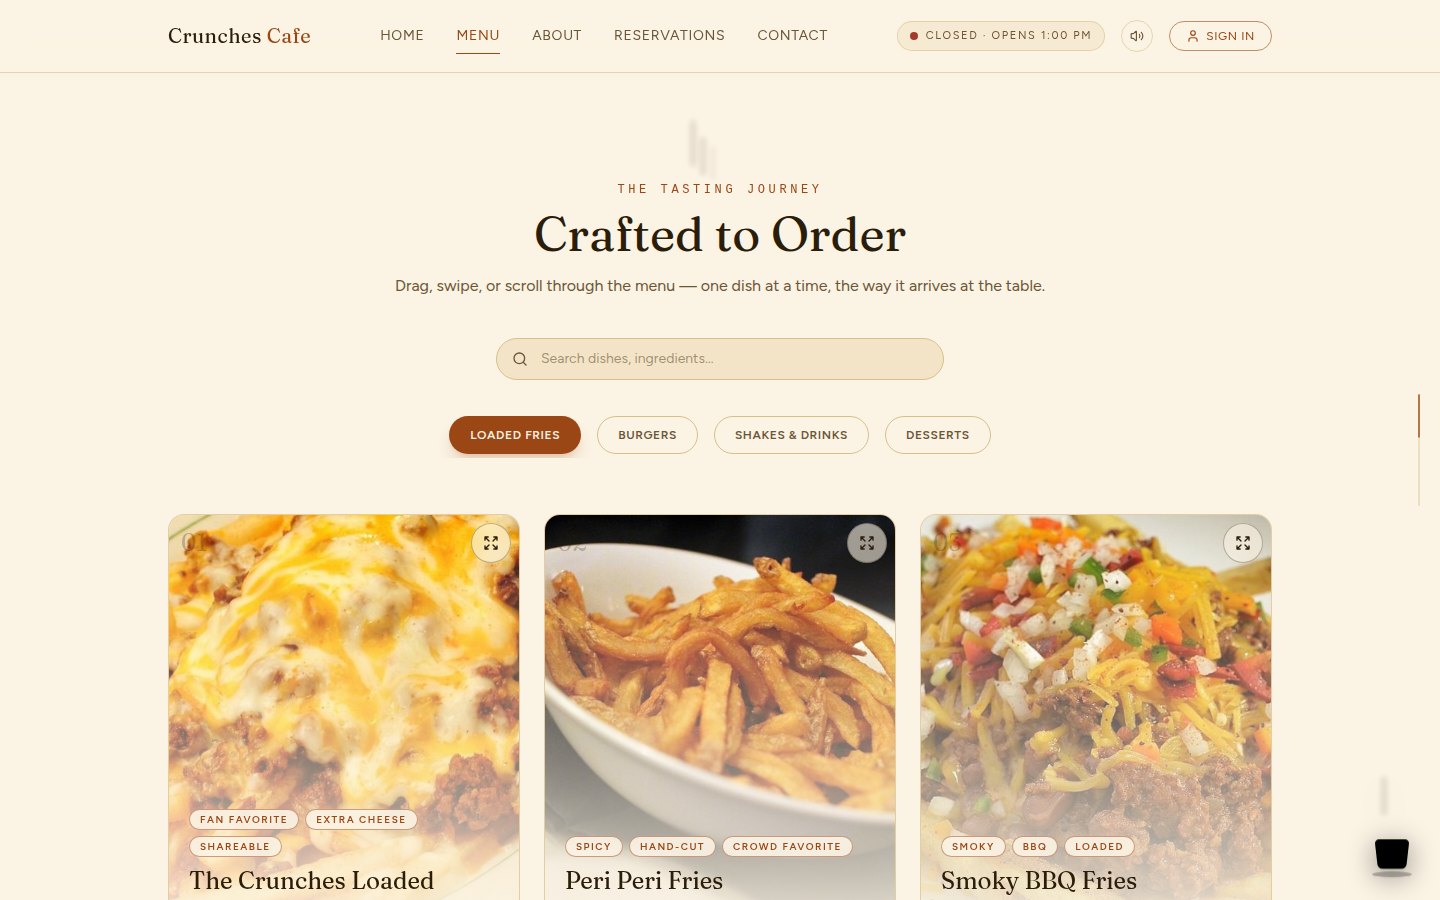 Crunches Cafe
HOME
MENU
ABOUT
RESERVATIONS
CONTACT
CLOSED · OPENS 1:00 PM
SIGN IN
THE TASTING JOURNEY
Crafted to Order
Drag, swipe, or scroll through the menu — one dish at a time, the way it arrives at the table.
Search dishes, ingredients...
LOADED FRIES
BURGERS
SHAKES & DRINKS
DESSERTS
01
02
03
FAN FAVORITE
EXTRA CHEESE
SHAREABLE
The Crunches Loaded
SPICY
HAND-CUT
CROWD FAVORITE
Peri Peri Fries
SMOKY
BBQ
LOADED
Smoky BBQ Fries